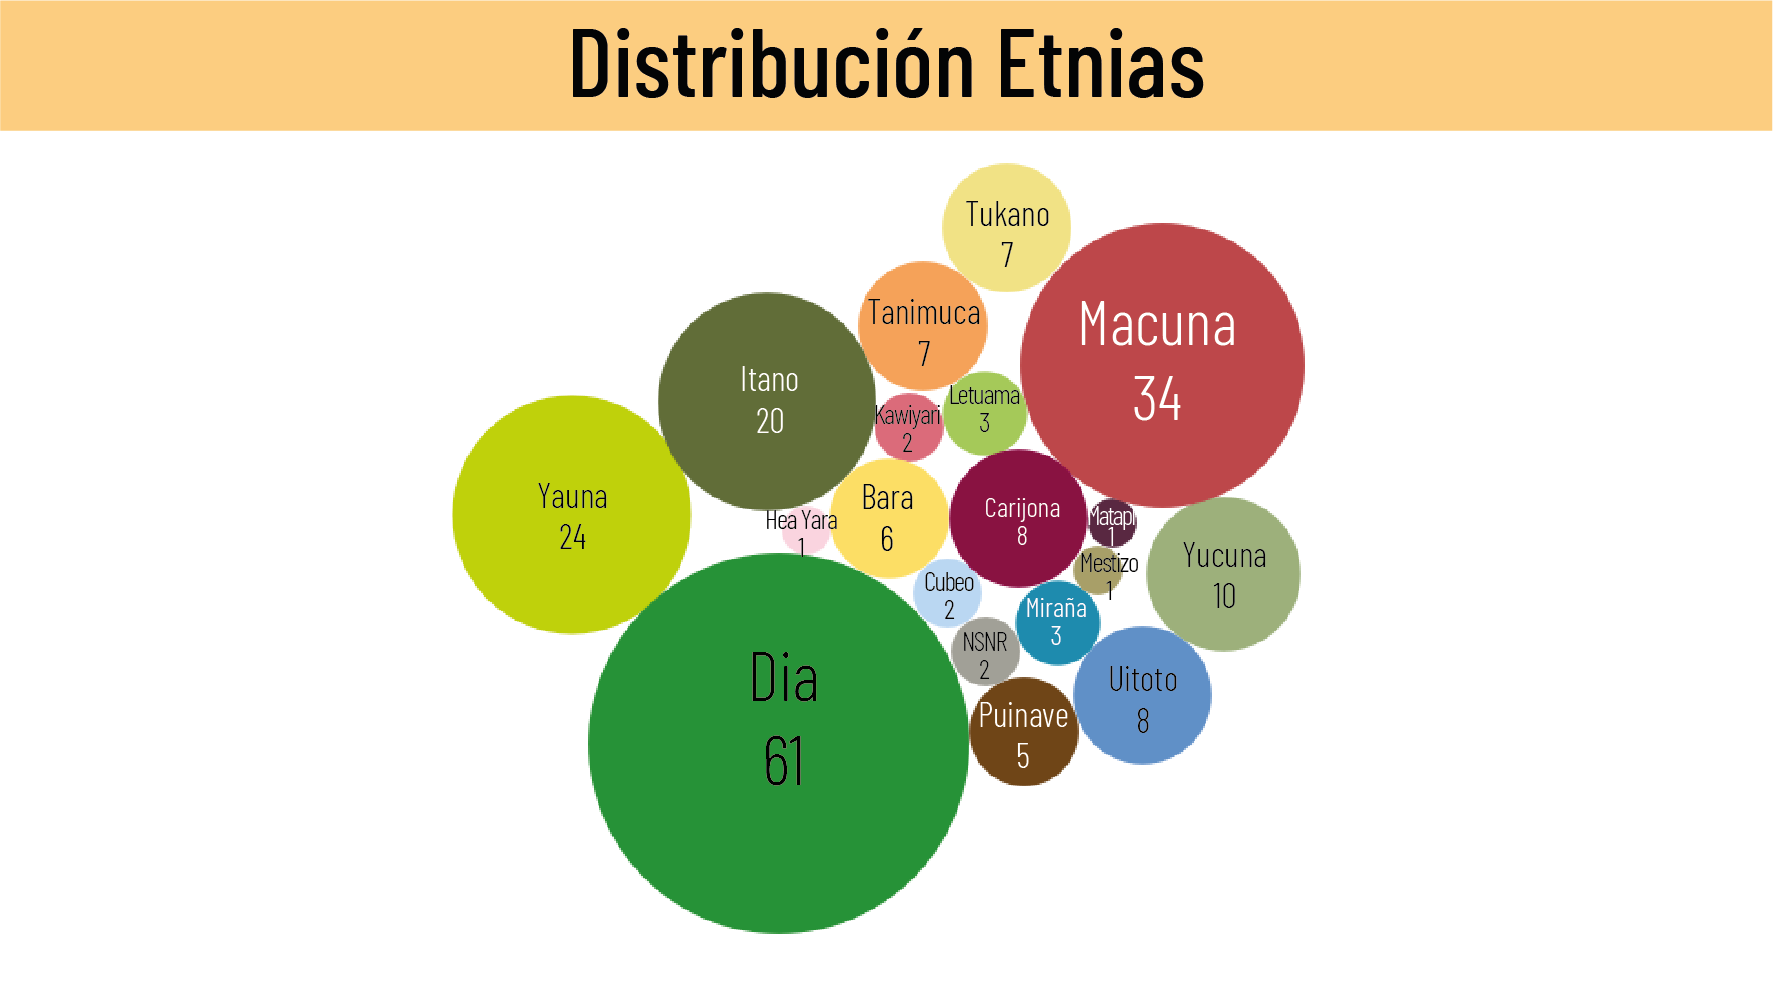 Distribución Etnias
Tukano
7
Tanimuca
7
Macuna
34
Itano
20
Letuama
3
Kawiyari
2
Yauna
24
Bara
6
Carijona
8
Hea Yara
1
Matapi
1
Yucuna
10
Mestizo
1
Cubeo
2
Miraña
3
NSNR
2
Dia
61
Uitoto
8
Puinave
5